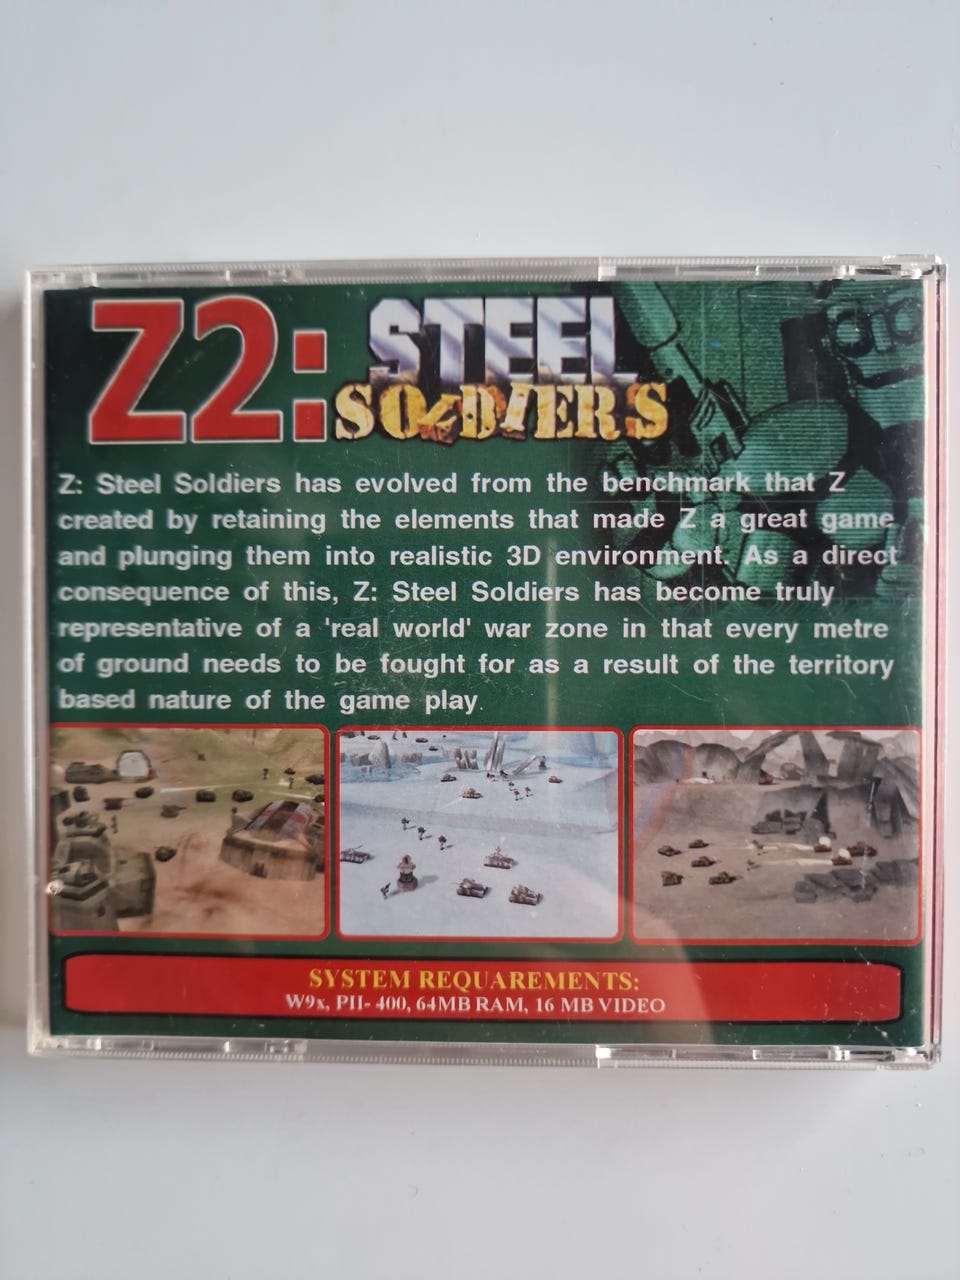 Z2: STEEL
SOLDIERS
Z: Steel Soldiers has evolved from the benchmark that Z
created by retaining the elements that made Z a great game
and plunging them into realistic 3D environment. As a direct
consequence of this, Z: Steel Soldiers has become truly
representative of a 'real world' war zone in that every metre
of ground needs to be fought for as a result of the territory
based nature of the game play.
SYSTEM REQUAREMENTS:
W9x, PII- 400, 64MB RAM, 16 MB VIDEO